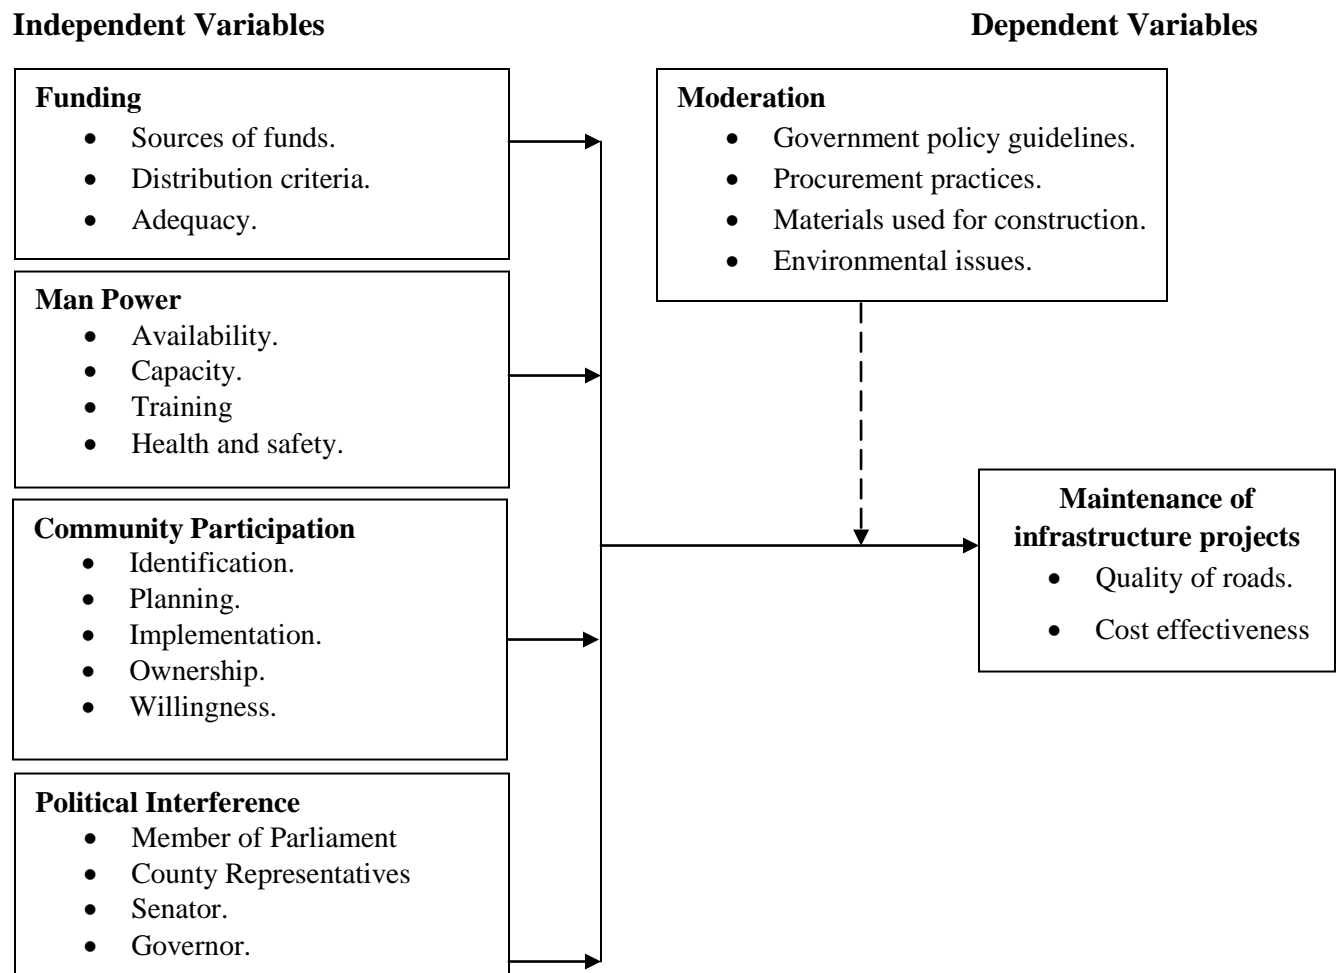 Independent Variables
Dependent Variables
Funding
• Sources of funds.
• Distribution criteria.
• Adequacy.
Man Power
• Availability.
• Capacity.
• Training
• Health and safety.
Community Participation
• Identification.
• Planning.
• Implementation.
• Ownership.
• Willingness.
Political Interference
• Member of Parliament
• County Representatives
• Senator.
• Governor.
Moderation
• Government policy guidelines.
• Procurement practices.
• Materials used for construction.
• Environmental issues.
Maintenance of
infrastructure projects
• Quality of roads.
• Cost effectiveness